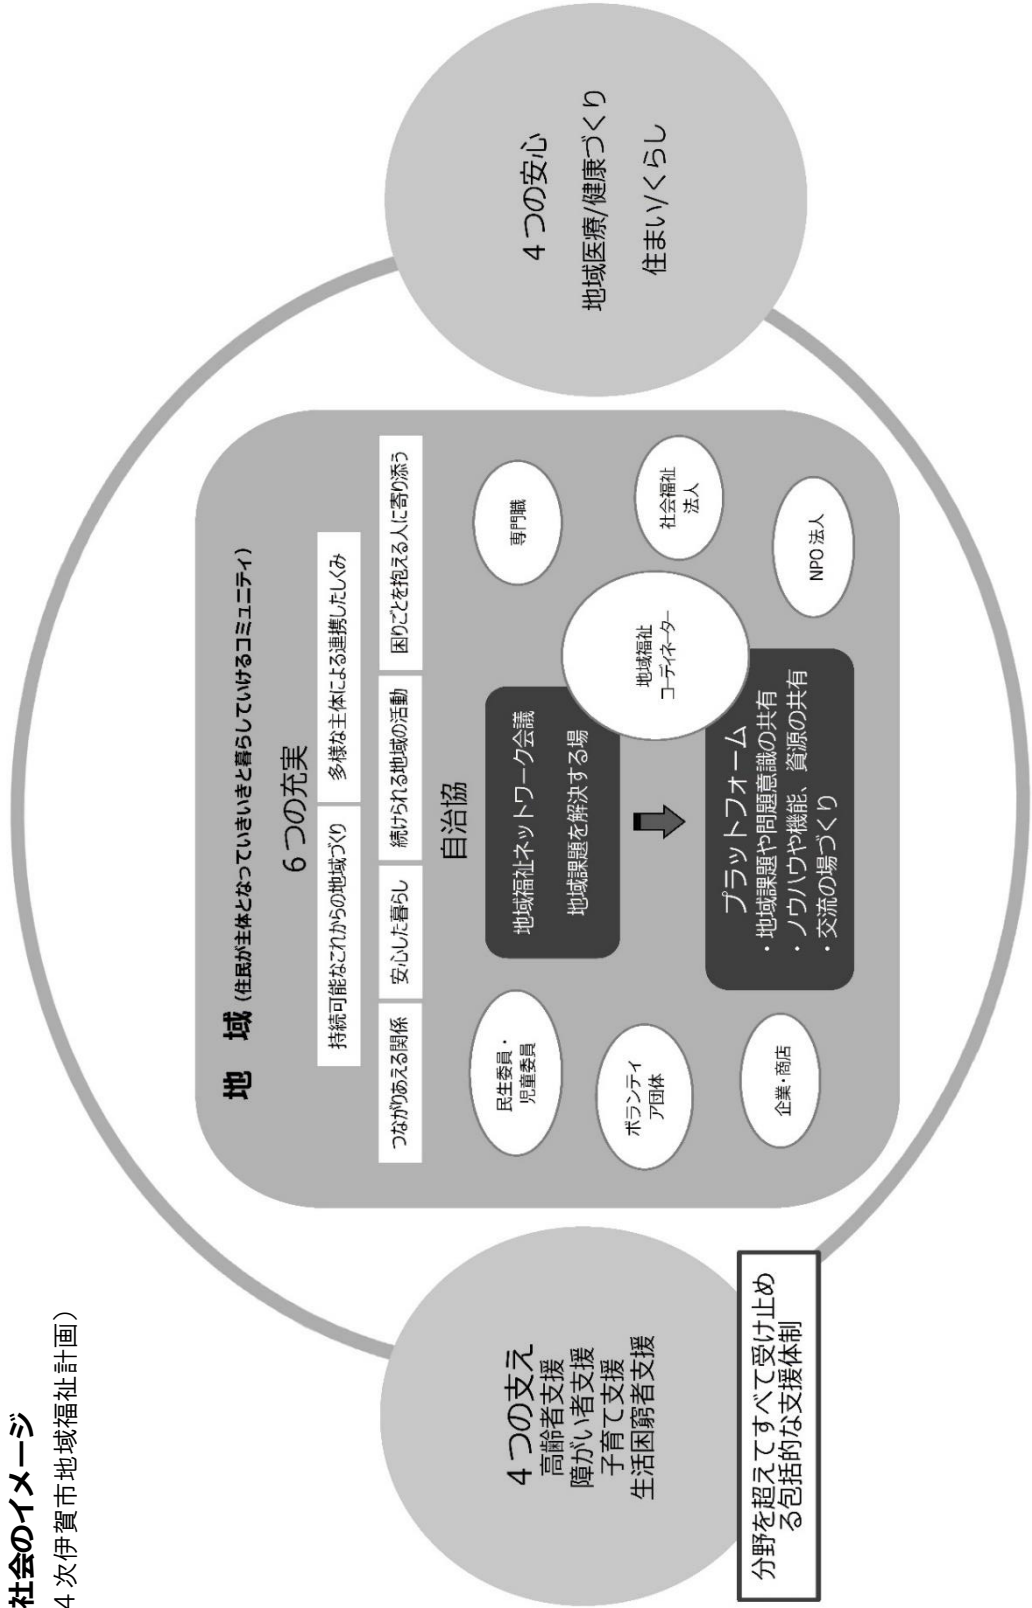 社会のイメージ
4次伊賀市地域福祉計画）
地　域（住民が主体となっていきいきと暮らしていけるコミュニティ）
6つの充実
持続可能なこれからの地域づくり
多様な主体による連携したしくみ
つながりあえる関係
安心した暮らし
続けられる地域の活動
困りごとを抱える人に寄り添う
自治協
民生委員・
児童委員
ボランティ
ア団体
企業・商店
地域福祉ネットワーク会議
地域課題を解決する場
プラットフォーム
・地域課題や問題意識の共有
・ノウハウや機能、資源の共有
・交流の場づくり
地域福祉
コーディネーター
専門職
社会福祉
法人
NPO 法人
4つの支え
高齢者支援
障がい者支援
子育て支援
生活困窮者支援
分野を超えてすべて受け止め
る包括的な支援体制
4つの安心
地域医療/健康づくり
住まい/くらし